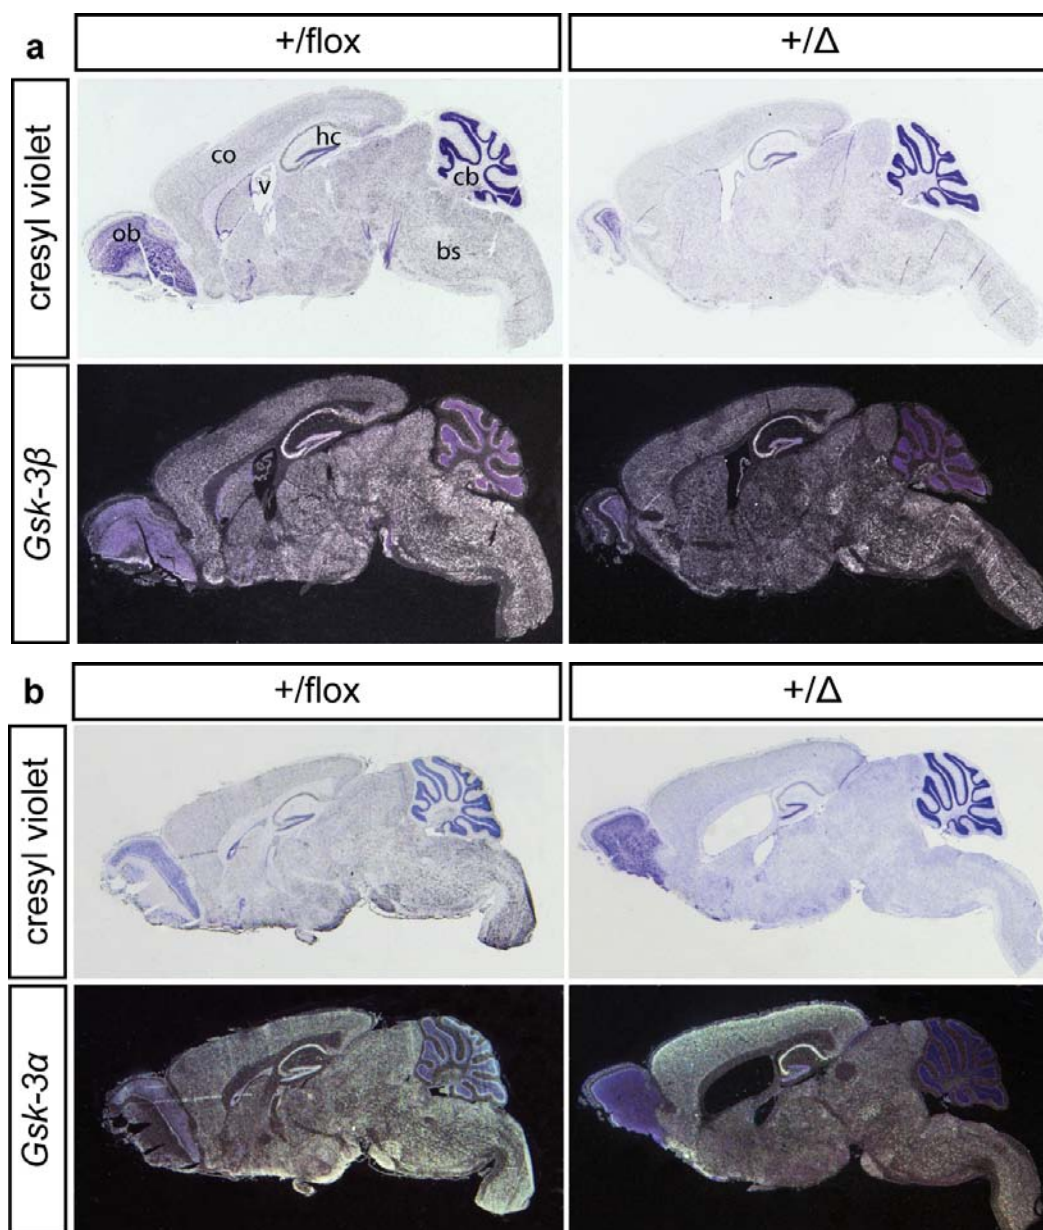 a
+/flox
+/Δ
cresyl violet
co
hc
v
cb
ob
bs
Gsk-3β
b
+/flox
+/Δ
cresyl violet
Gsk-3α